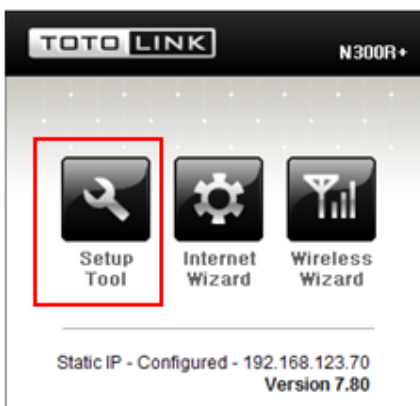 TOTO LINK
N300R+
Setup Tool
Internet Wizard
Wireless Wizard
Static IP - Configured - 192.168.123.70
Version 7.80